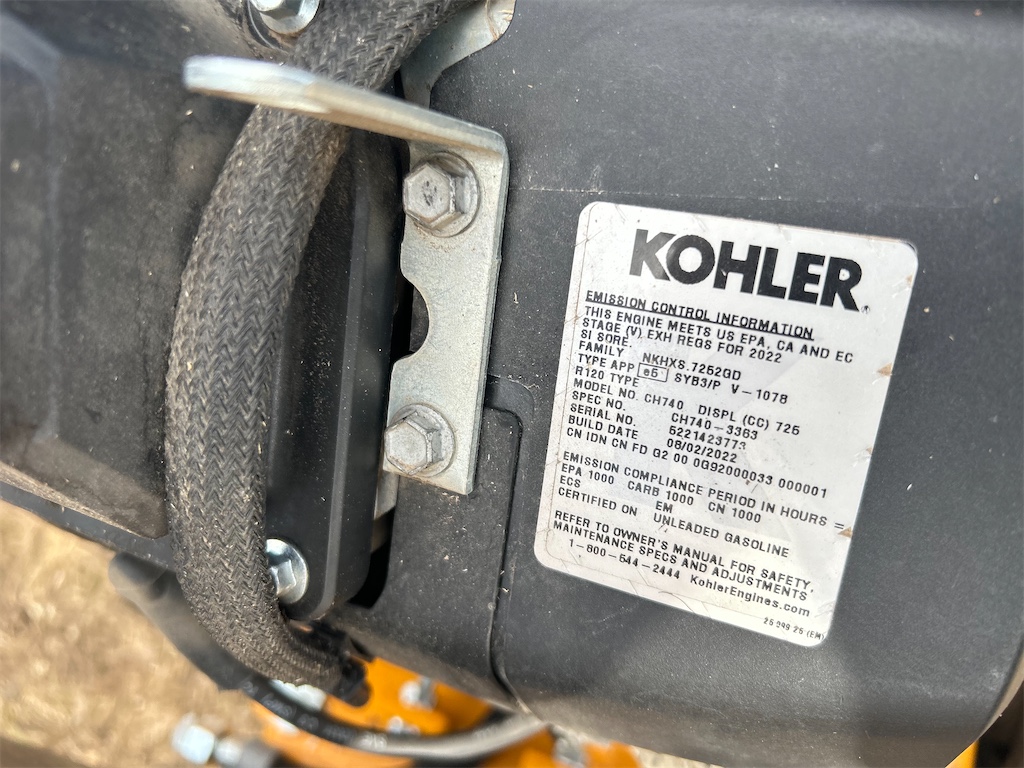 KOHLER®
EMISSION CONTROL INFORMATION
THIS ENGINE MEETS US EPA, CA AND EC
STAGE (V) EXH REGS FOR 2022
SI SORE,
FAMILY NKHXS.7252GD
TYPE APP e5 SYB3/P V-1078
R120 TYPE
MODEL NO. CH740 DISPL (CC) 725
SPEC NO. CH740-3363
SERIAL NO. 5221423773
BUILD DATE 08/02/2022
CN IDN CN FD G2 00 0G92000033 000001
EMISSION COMPLIANCE PERIOD IN HOURS =
EPA 1000 CARB 1000 CN 1000
ECS EM
CERTIFIED ON UNLEADED GASOLINE
REFER TO OWNER'S MANUAL FOR SAFETY,
MAINTENANCE SPECS AND ADJUSTMENTS
1-800-544-2444 KohlerEngines.com